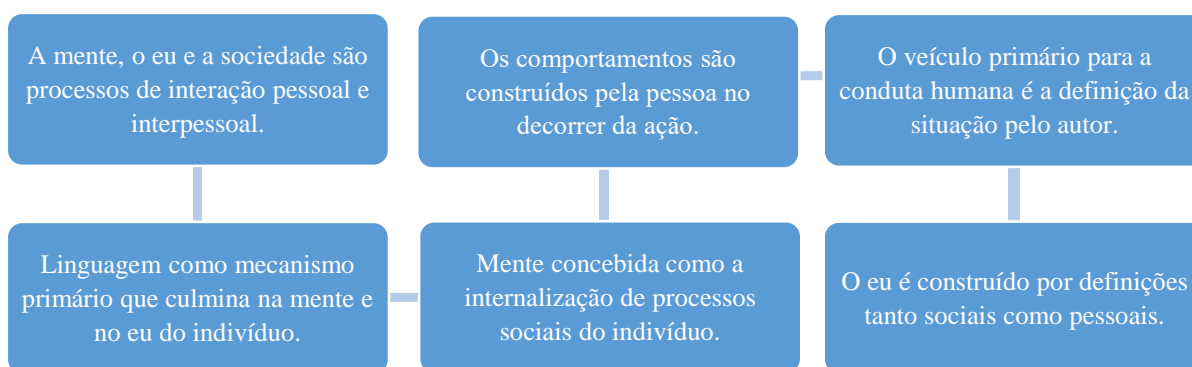 A mente, o eu e a sociedade são
processos de interação pessoal e
interpessoal.
Linguagem como mecanismo
primário que culmina na mente e
no eu do indivíduo.
Mente concebida como a
internalização de processos
sociais do indivíduo.
Os comportamentos são
construídos pela pessoa no
decorrer da ação.
O veículo primário para a
conduta humana é a definição da
situação pelo autor.
O eu é construído por definições
tanto sociais como pessoais.